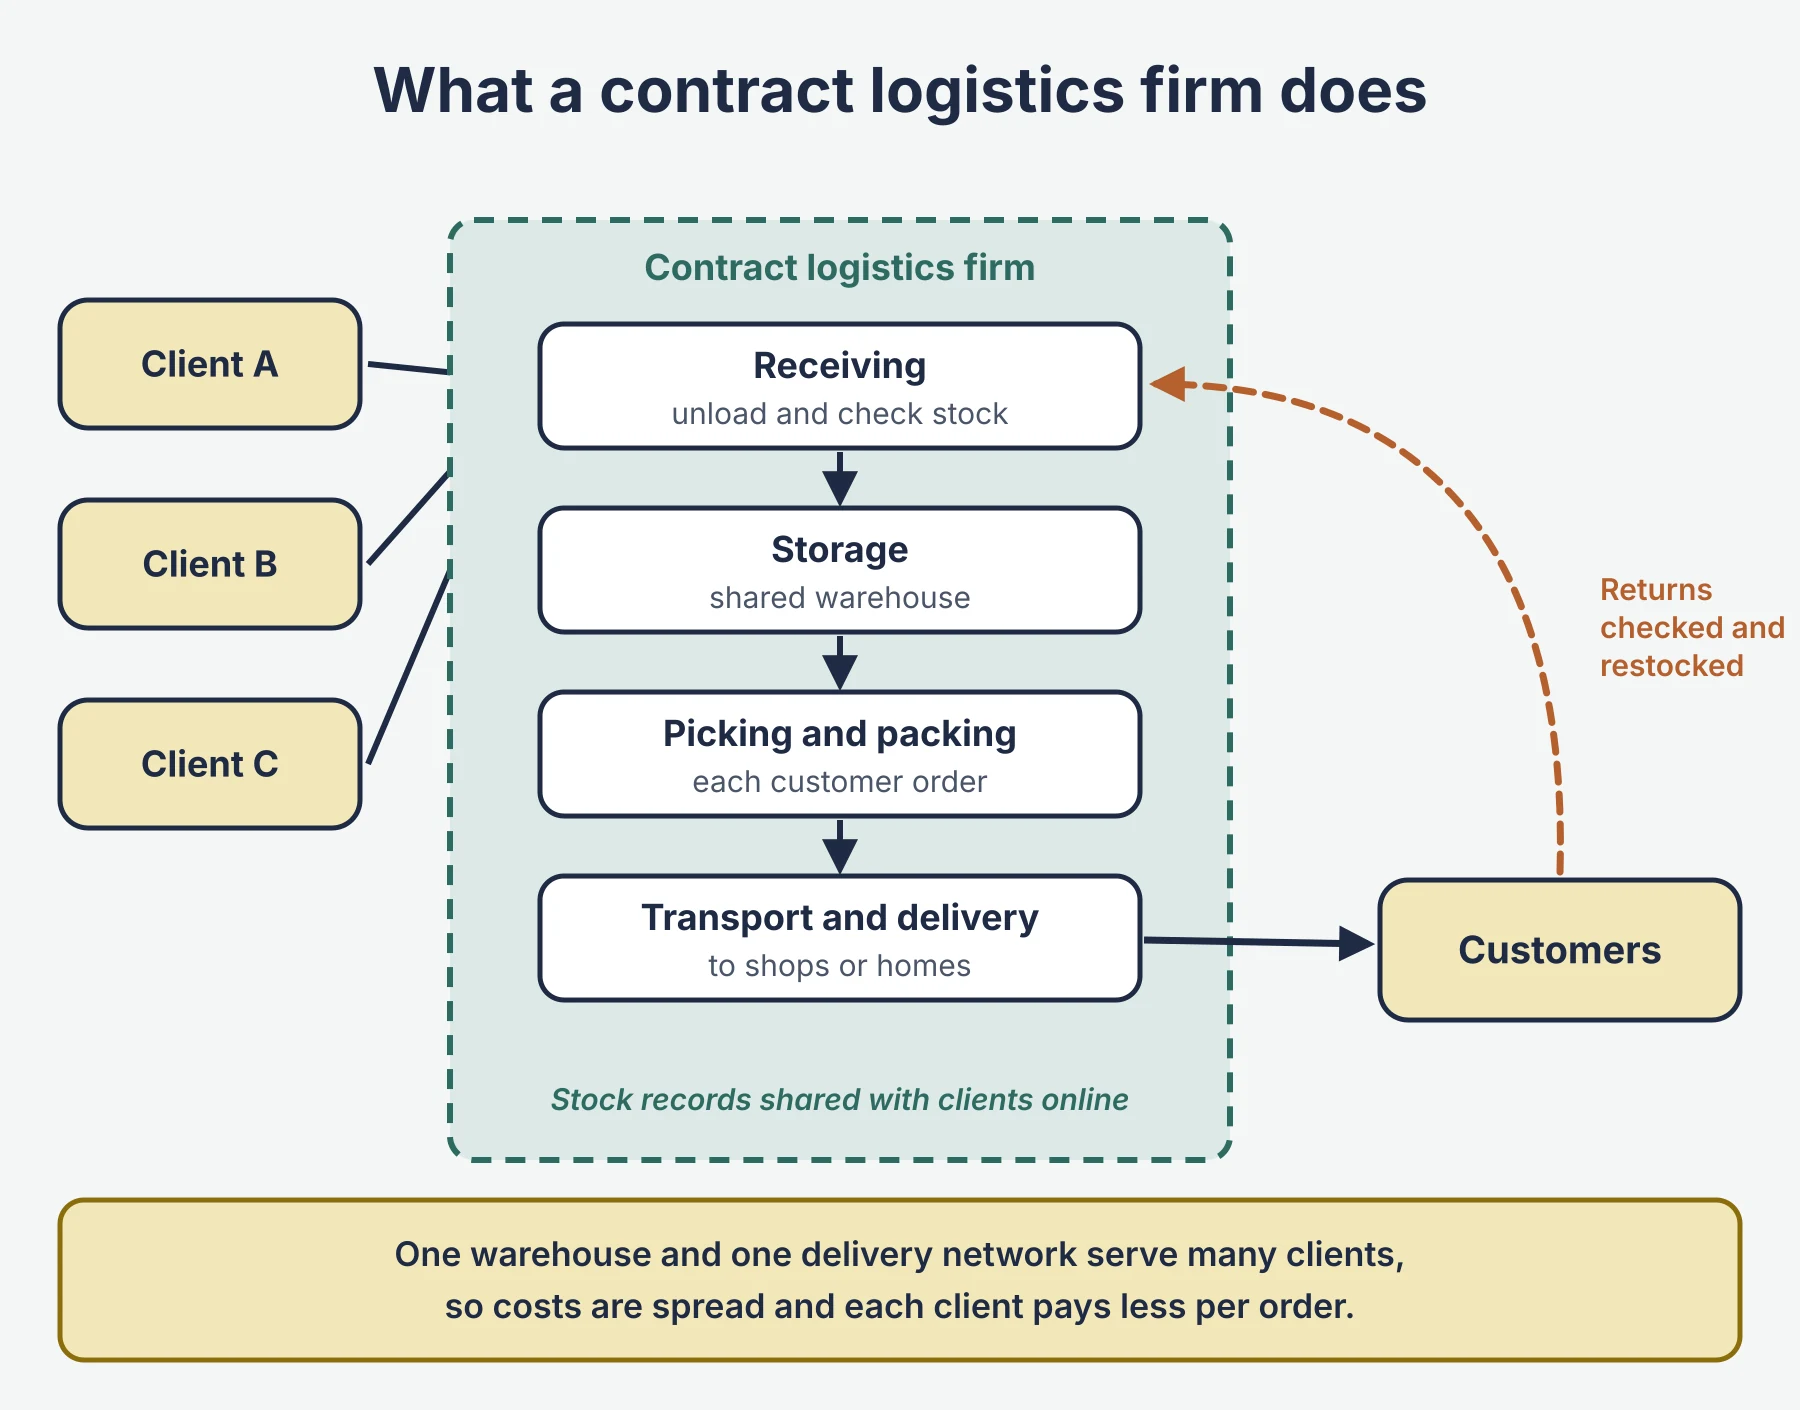 What a contract logistics firm does
Contract logistics firm
Client A
Client B
Client C
Receiving
unload and check stock
Storage
shared warehouse
Picking and packing
each customer order
Transport and delivery
to shops or homes
Stock records shared with clients online
Returns
checked and
restocked
Customers
One warehouse and one delivery network serve many clients,
so costs are spread and each client pays less per order.